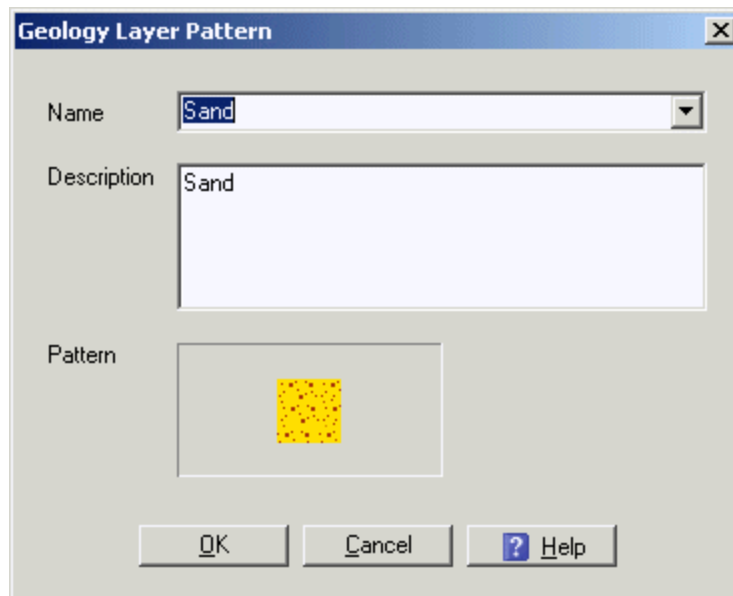 Geology Layer Pattern
Name
Sand
Description
Sand
Pattern
OK
Cancel
? Help